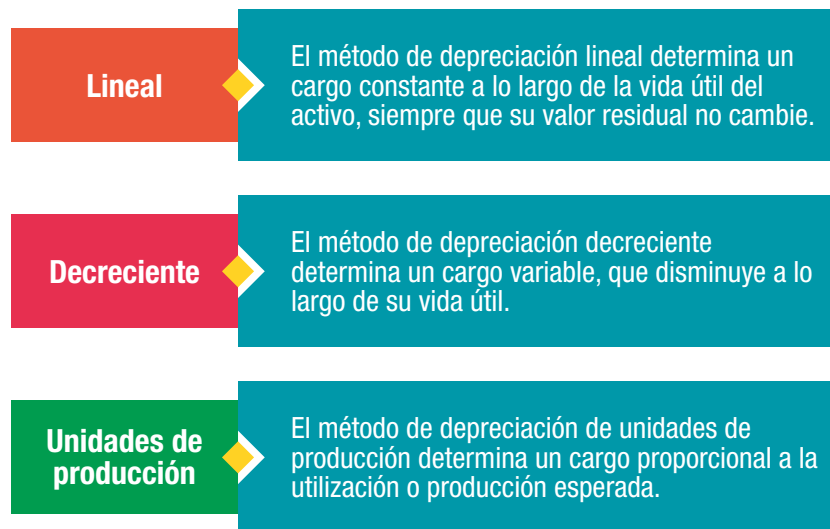 Lineal
El método de depreciación lineal determina un
cargo constante a lo largo de la vida útil del
activo, siempre que su valor residual no cambie.
Decreciente
El método de depreciación decreciente
determina un cargo variable, que disminuye a lo
largo de su vida útil.
Unidades de
producción
El método de depreciación de unidades de
producción determina un cargo proporcional a la
utilización o producción esperada.